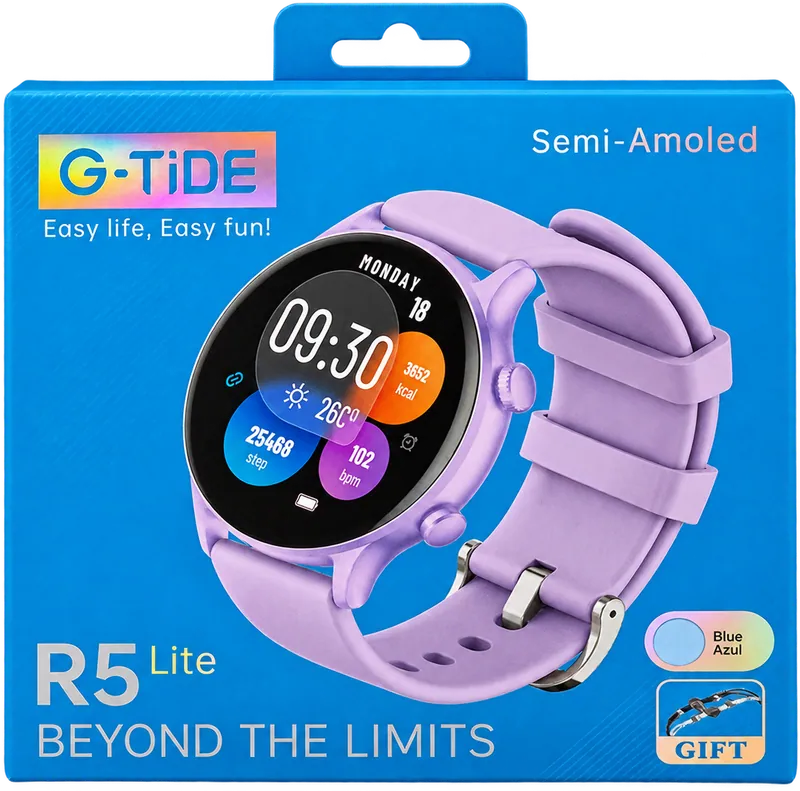 G-TiDE
Easy life, Easy fun!
Semi-Amoled
MONDAY
18
09:30
3652
kcal
26C°
25468
step
102
bpm
Blue
Azul
R5 Lite
BEYOND THE LIMITS
GIFT